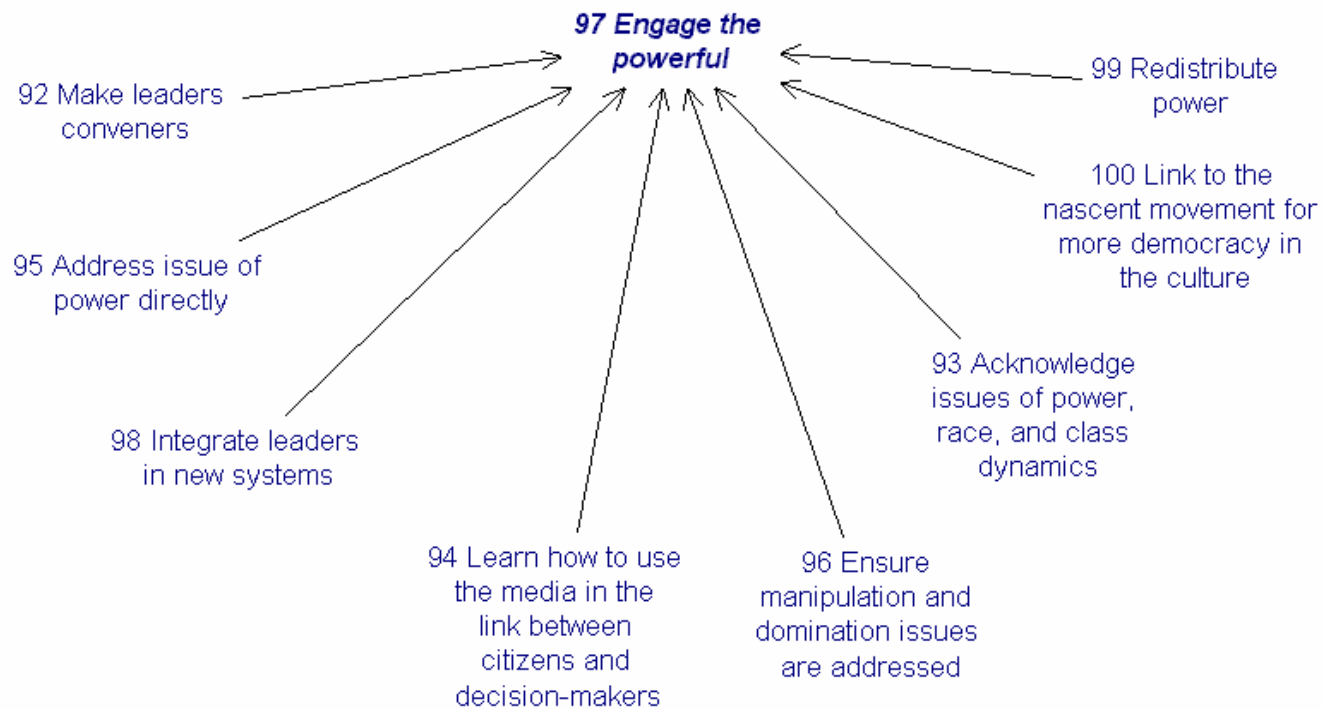 97 Engage the
powerful
92 Make leaders
conveners
99 Redistribute
power
100 Link to the
nascent movement for
more democracy in
the culture
95 Address issue of
power directly
93 Acknowledge
issues of power,
race, and class
dynamics
98 Integrate leaders
in new systems
94 Learn how to use
the media in the
link between
citizens and
decision-makers
96 Ensure
manipulation and
domination issues
are addressed